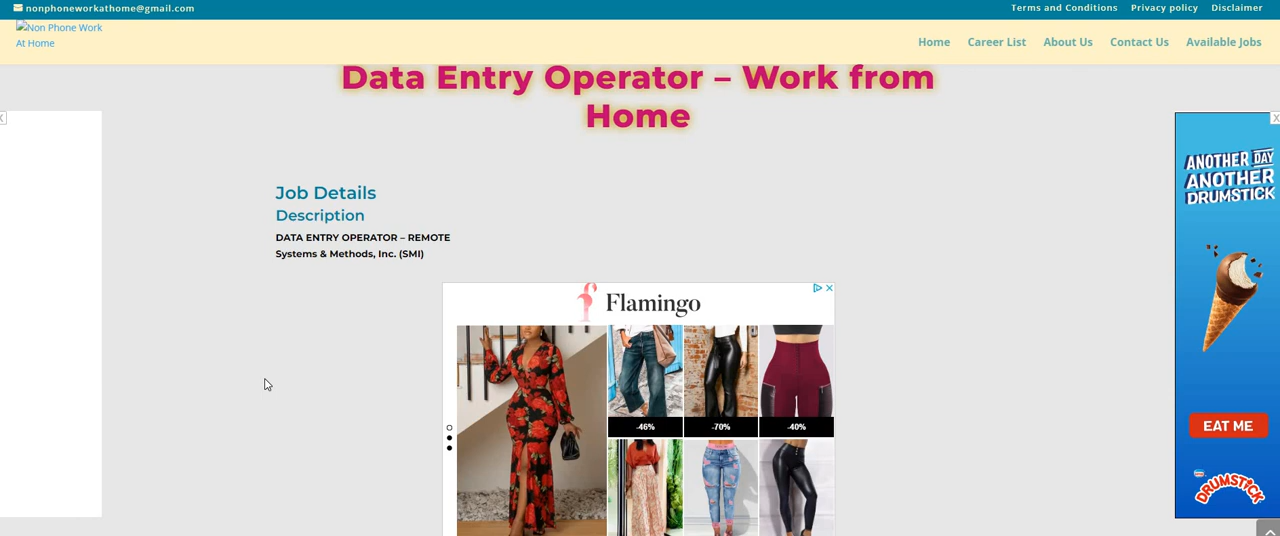 nonphoneworkathome@gmail.com
Terms and Conditions Privacy policy Disclaimer
Non Phone Work
At Home
Home Career List About Us Contact Us Available Jobs
Data Entry Operator – Work from
Home
X
X
Job Details
Description
DATA ENTRY OPERATOR – REMOTE
Systems & Methods, Inc. (SMI)
Flamingo
-46%
-70%
-40%
ANOTHER DAY
ANOTHER
DRUMSTICK
EAT ME
DRUMSTICK